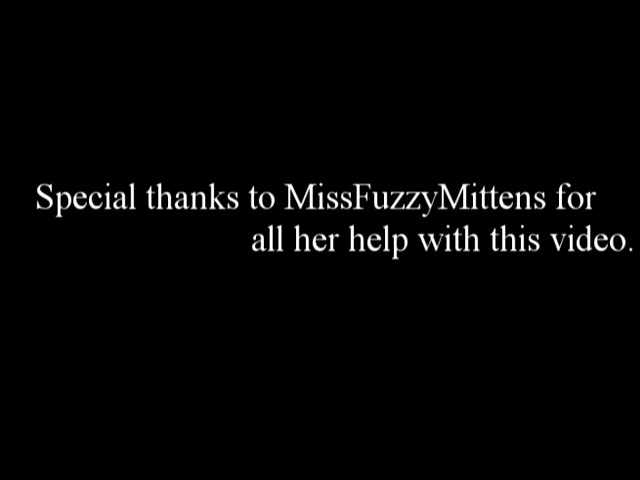 Special thanks to MissFuzzyMittens for
all her help with this video.